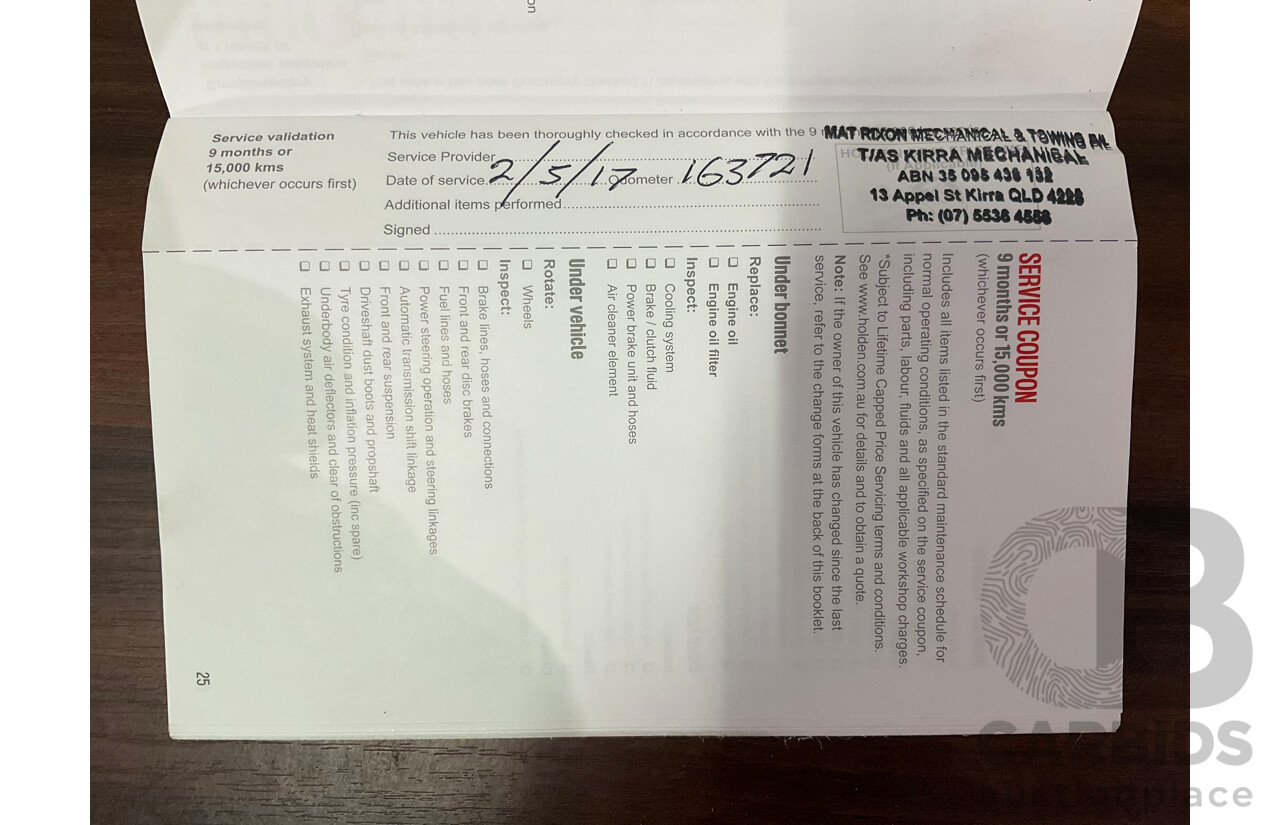 on
Service validation
9 months or
15,000 kms
(whichever occurs first)
This vehicle has been thoroughly checked in accordance with the 9
Service Provider
Date of service 2/5/17 Odometer 163721
Additional items performed
Signed
MAT RIXON MECHANICAL & TOWING P/L
T/AS KIRRA MECHANICAL
ABN 35 095 436 132
13 Appel St Kirra QLD 4225
Ph: (07) 5536 4558
SERVICE COUPON
9 months or 15,000 kms
(whichever occurs first)
Includes all items listed in the standard maintenance schedule for
normal operating conditions, as specified on the service coupon,
including parts, labour, fluids and all applicable workshop charges.
*Subject to Lifetime Capped Price Servicing terms and conditions.
See www.holden.com.au for details and to obtain a quote.
Note: If the owner of this vehicle has changed since the last
service, refer to the change forms at the back of this booklet.
Under bonnet
Replace:
❏ Engine oil
❏ Engine oil filter
Inspect:
❏ Cooling system
❏ Brake / clutch fluid
❏ Power brake unit and hoses
❏ Air cleaner element
Under vehicle
Rotate:
❏ Wheels
Inspect:
❏ Brake lines, hoses and connections
❏ Front and rear disc brakes
❏ Fuel lines and hoses
❏ Power steering operation and steering linkages
❏ Automatic transmission shift linkage
❏ Front and rear suspension
❏ Driveshaft dust boots and propshaft
❏ Tyre condition and inflation pressure (inc spare)
❏ Underbody air deflectors and clear of obstructions
❏ Exhaust system and heat shields
25
CARBIDS
auctionplace